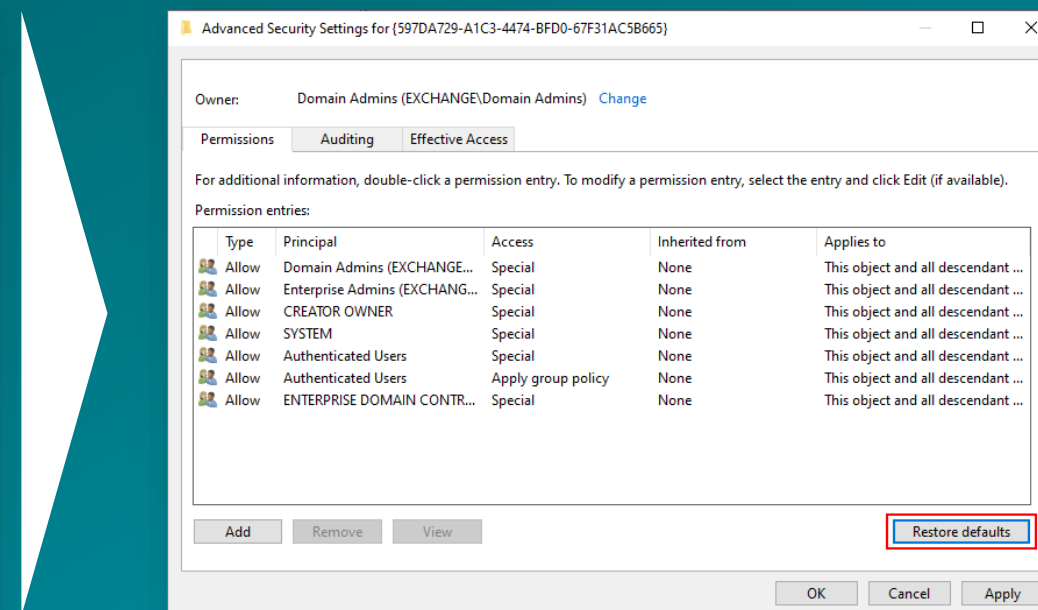 Advanced Security Settings for {597DA729-A1C3-4474-BFD0-67F31AC5B665}
Owner: Domain Admins (EXCHANGE\Domain Admins) Change
Permissions Auditing Effective Access
For additional information, double-click a permission entry. To modify a permission entry, select the entry and click Edit (if available).
Permission entries:
Type Principal Access Inherited from Applies to
Allow Domain Admins (EXCHANGE... Special None This object and all descendant ...
Allow Enterprise Admins (EXCHANG... Special None This object and all descendant ...
Allow CREATOR OWNER Special None This object and all descendant ...
Allow SYSTEM Special None This object and all descendant ...
Allow Authenticated Users Special None This object and all descendant ...
Allow Authenticated Users Apply group policy None This object and all descendant ...
Allow ENTERPRISE DOMAIN CONTR... Special None This object and all descendant ...
Add Remove View Restore defaults
OK Cancel Apply